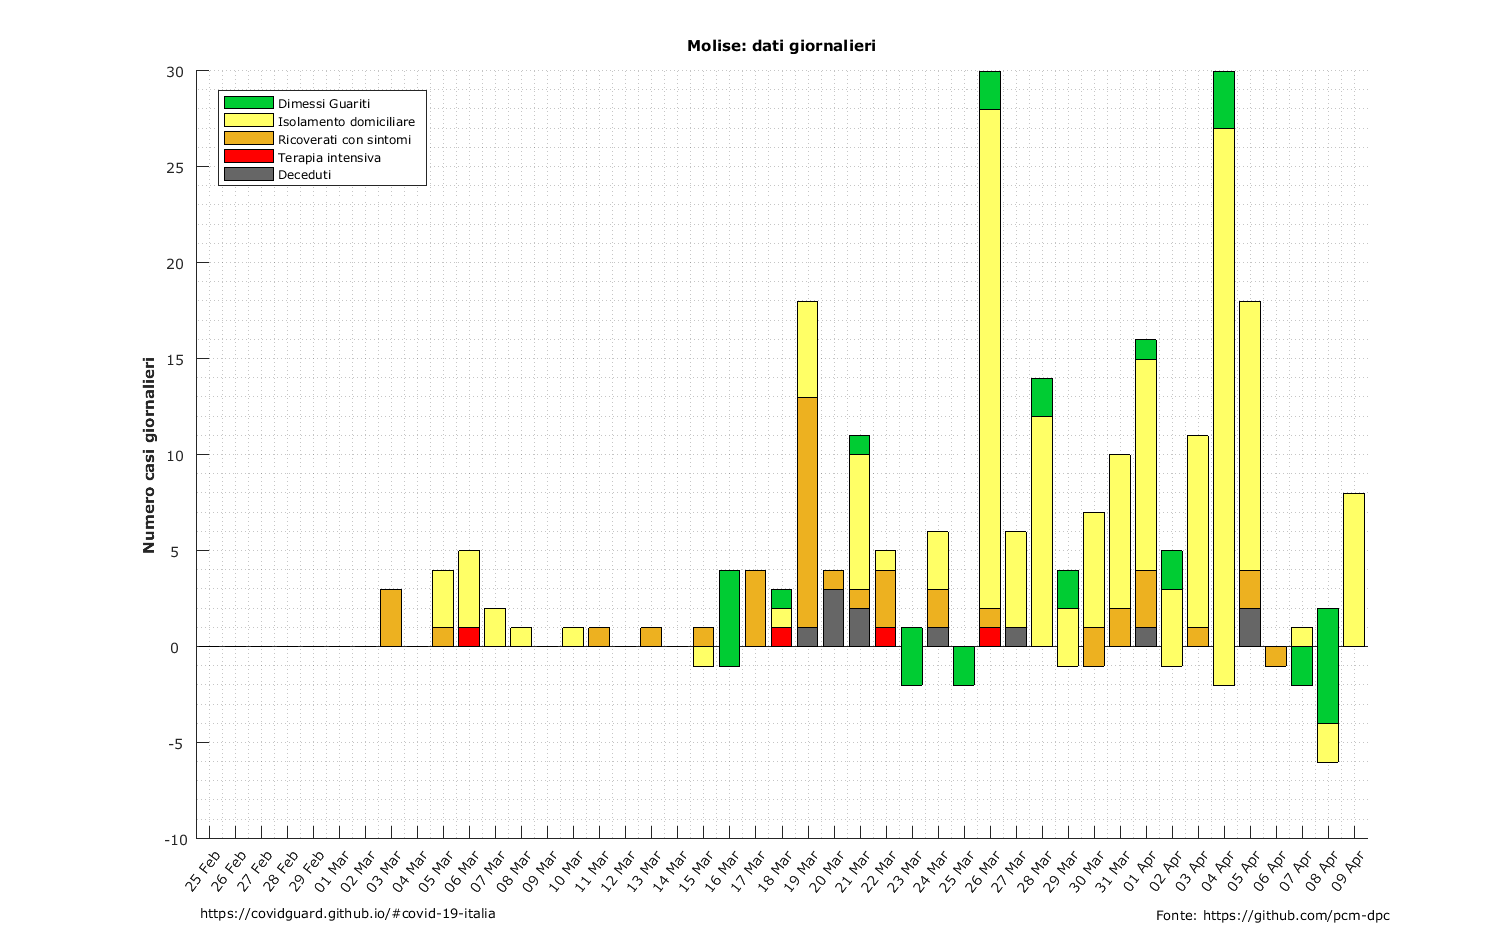 Molise: dati giornalieri
30
25
20
15
10
5
0
-5
-10
Numero casi giornalieri
Dimessi Guariti
Isolamento domiciliare
Ricoverati con sintomi
Terapia intensiva
Deceduti
25 Feb
26 Feb
27 Feb
28 Feb
29 Feb
01 Mar
02 Mar
03 Mar
04 Mar
05 Mar
06 Mar
07 Mar
08 Mar
09 Mar
10 Mar
11 Mar
12 Mar
13 Mar
14 Mar
15 Mar
16 Mar
17 Mar
18 Mar
19 Mar
20 Mar
21 Mar
22 Mar
23 Mar
24 Mar
25 Mar
26 Mar
27 Mar
28 Mar
29 Mar
30 Mar
31 Mar
01 Apr
02 Apr
03 Apr
04 Apr
05 Apr
06 Apr
07 Apr
08 Apr
09 Apr
https://covidguard.github.io/#covid-19-italia
Fonte: https://github.com/pcm-dpc